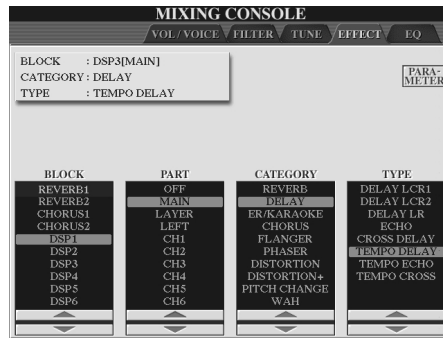 MIXING CONSOLE
VOL/VOICE FILTER TUNE EFFECT EQ
BLOCK : DSP3[MAIN]
CATEGORY : DELAY
TYPE : TEMPO DELAY
PARA-
METER
BLOCK PART CATEGORY TYPE
REVERB1 OFF REVERB DELAY LCR1
REVERB2 MAIN DELAY DELAY LCR2
CHORUS1 LAYER ER/KARAOKE DELAY LR
CHORUS2 LEFT CHORUS ECHO
DSP1 CH1 FLANGER CROSS DELAY
DSP2 CH2 PHASER TEMPO DELAY
DSP3 CH3 DISTORTION TEMPO ECHO
DSP4 CH4 DISTORTION+ TEMPO CROSS
DSP5 CH5 PITCH CHANGE
DSP6 CH6 WAH